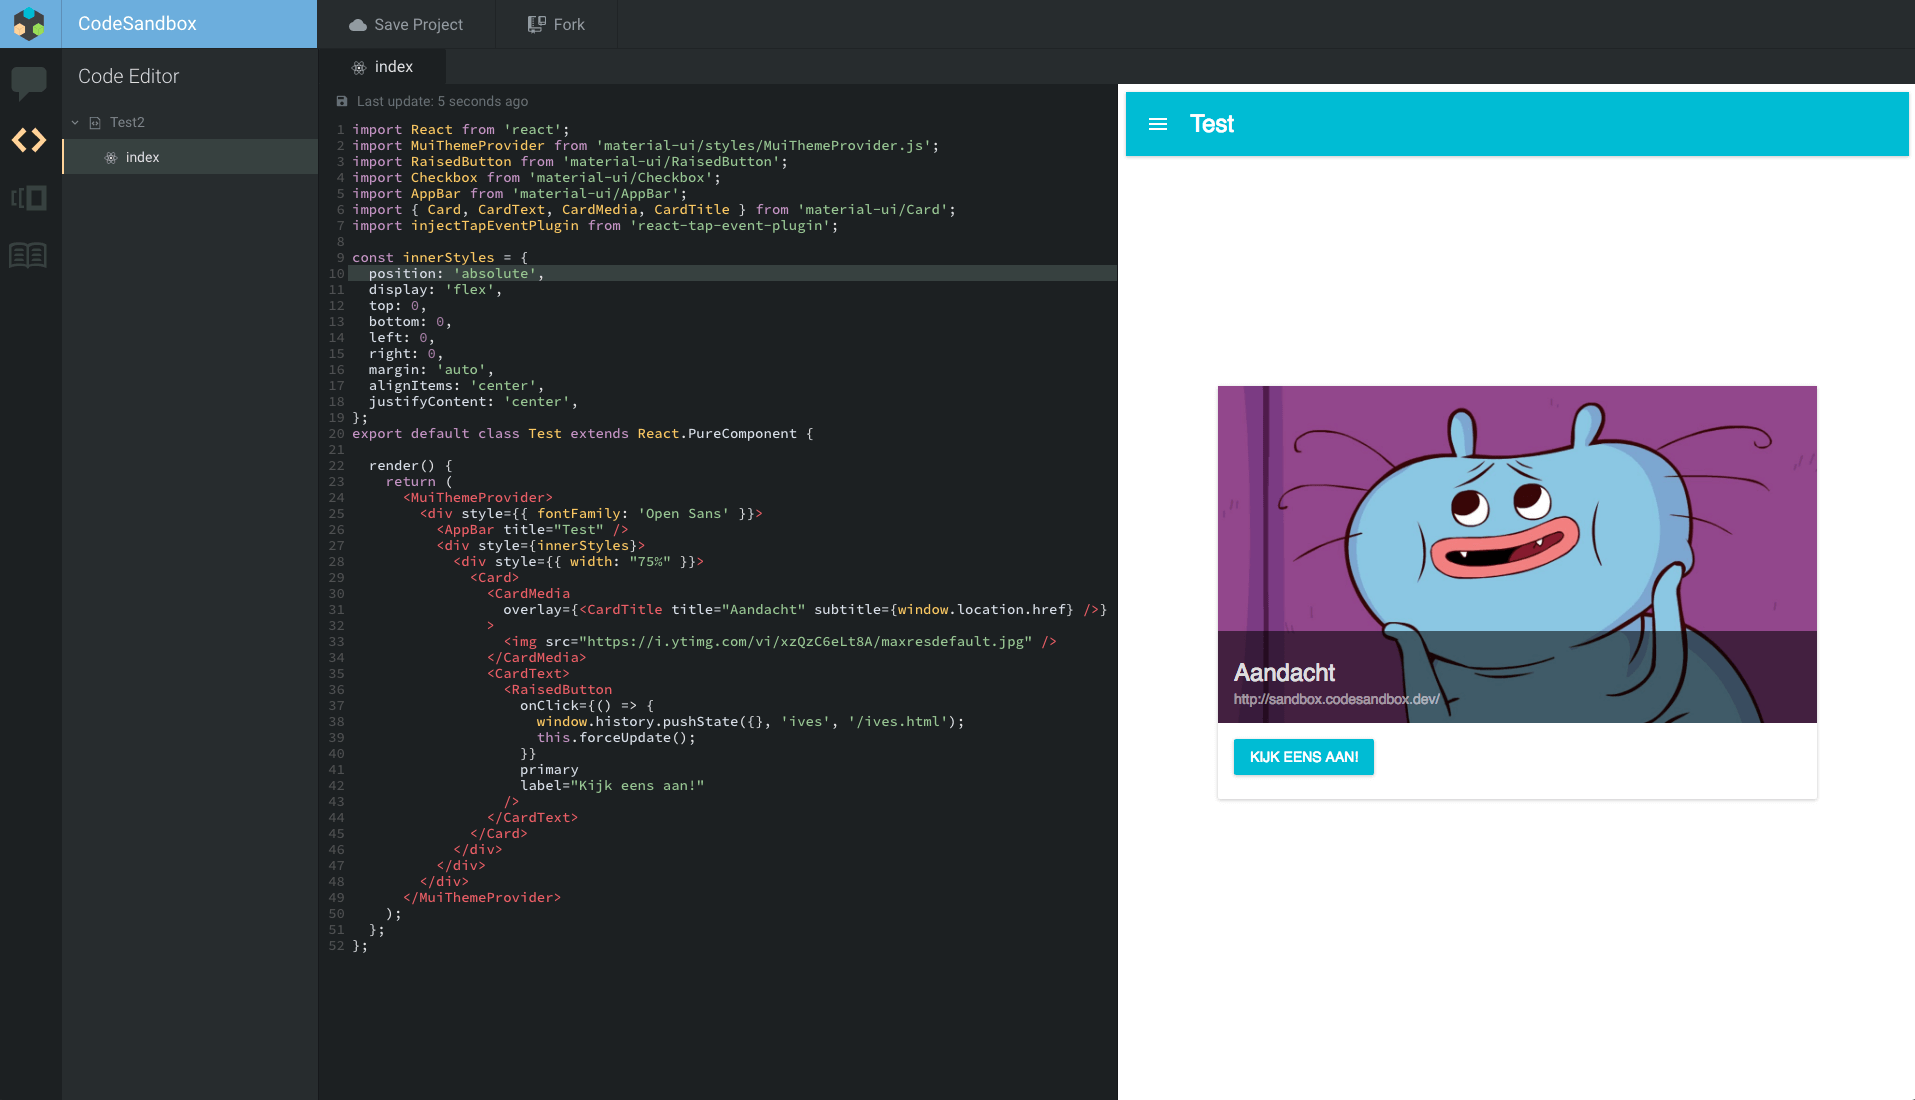 CodeSandbox
Save Project
Fork
Code Editor
index
Last update: 5 seconds ago
Test2
index
1 import React from 'react';
2 import MuiThemeProvider from 'material-ui/styles/MuiThemeProvider.js';
3 import RaisedButton from 'material-ui/RaisedButton';
4 import Checkbox from 'material-ui/Checkbox';
5 import AppBar from 'material-ui/AppBar';
6 import { Card, CardText, CardMedia, CardTitle } from 'material-ui/Card';
7 import injectTapEventPlugin from 'react-tap-event-plugin';
8
9 const innerStyles = {
10   position: 'absolute',
11   display: 'flex',
12   top: 0,
13   bottom: 0,
14   left: 0,
15   right: 0,
16   margin: 'auto',
17   alignItems: 'center',
18   justifyContent: 'center',
19 };
20 export default class Test extends React.PureComponent {
21
22   render() {
23     return (
24       <MuiThemeProvider>
25         <div style={{ fontFamily: 'Open Sans' }}>
26           <AppBar title="Test" />
27           <div style={innerStyles}>
28             <div style={{ width: "75%" }}>
29               <Card>
30                 <CardMedia
31                   overlay={<CardTitle title="Aandacht" subtitle={window.location.href} />}
32                 >
33                   <img src="https://i.ytimg.com/vi/xzQzC6eLt8A/maxresdefault.jpg" />
34                 </CardMedia>
35                 <CardText>
36                   <RaisedButton
37                     onClick={() => {
38                       window.history.pushState({}, 'ives', '/ives.html');
39                       this.forceUpdate();
40                     }}
41                     primary
42                     label="Kijk eens aan!"
43                   />
44                 </CardText>
45               </Card>
46             </div>
47           </div>
48         </div>
49       </MuiThemeProvider>
50     );
51   };
52 };
Test
Aandacht
http://sandbox.codesandbox.dev/
KIJK EENS AAN!